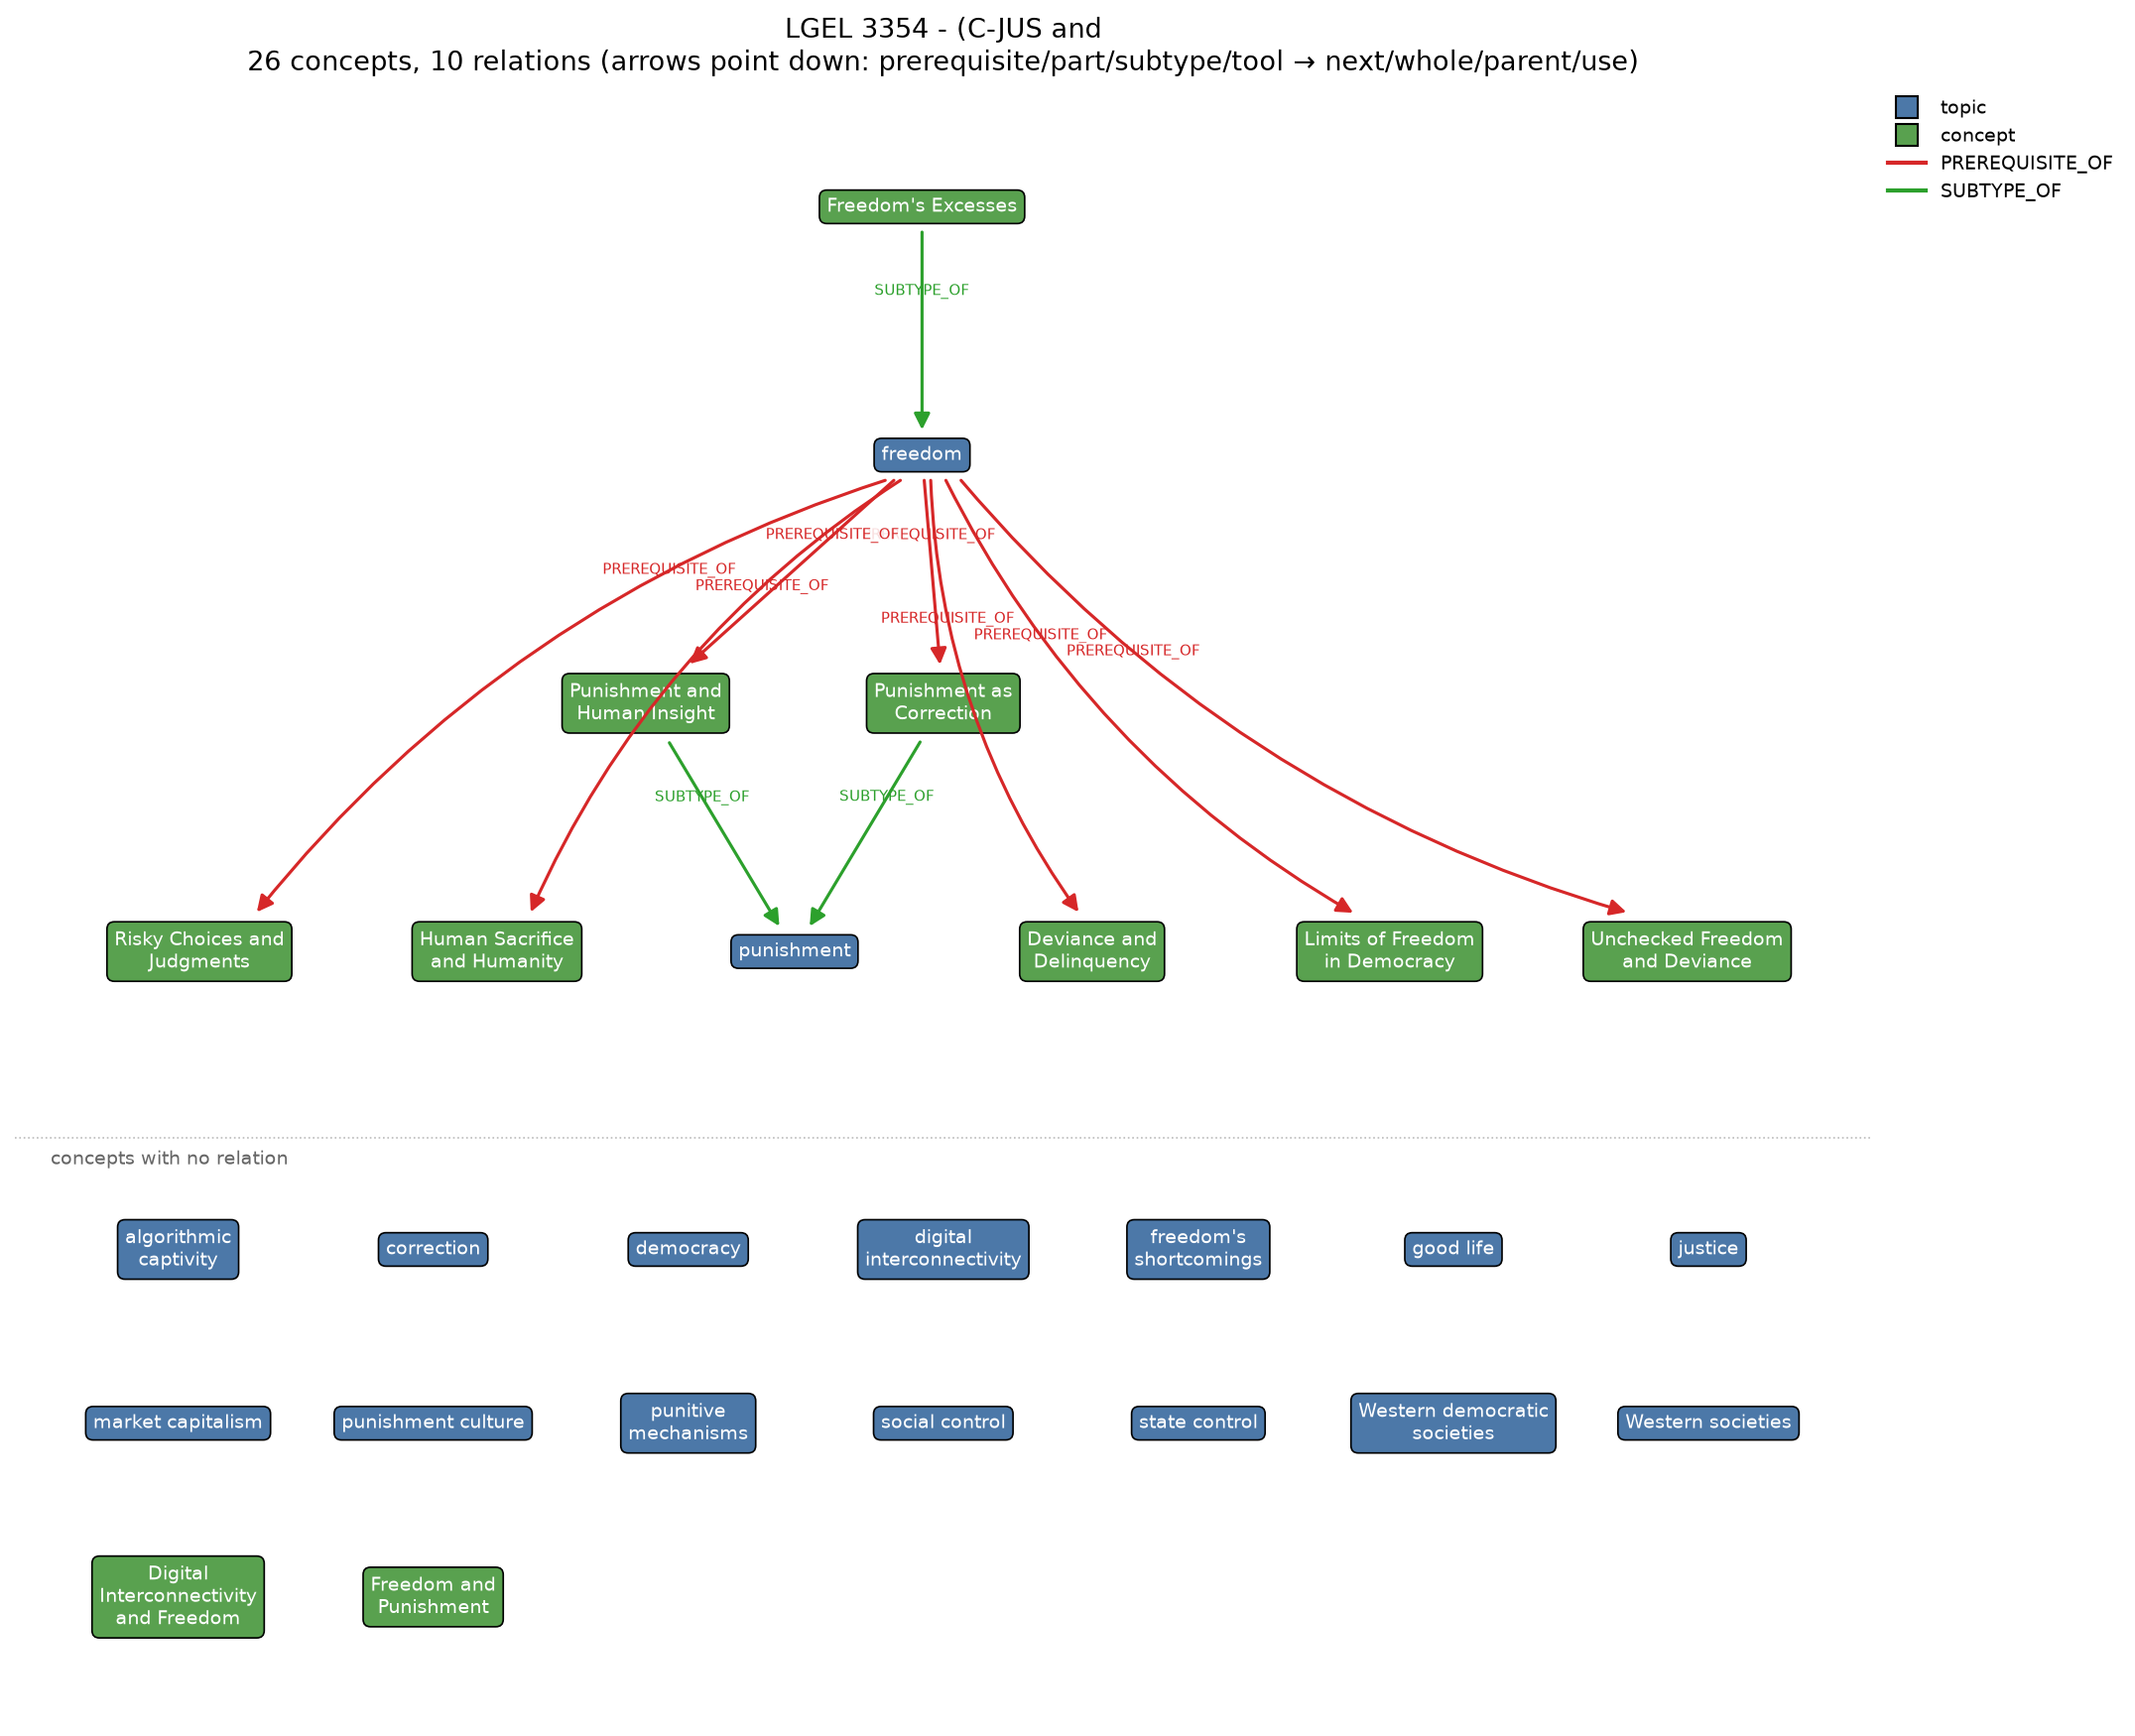 LGEL 3354 - (C-JUS and
26 concepts, 10 relations (arrows point down: prerequisite/part/subtype/tool → next/whole/parent/use)
topic
concept
PREREQUISITE_OF
SUBTYPE_OF
Freedom's Excesses
SUBTYPE_OF
freedom
PREREQUISITE_OF
EQUISITE_OF
PREREQUISITE_OF
PREREQUISITE_OF
PREREQUISITE_OF
PREREQUISITE_OF
PREREQUISITE_OF
Punishment and
Human Insight
Punishment as
Correction
SUBTYPE_OF
SUBTYPE_OF
Risky Choices and
Judgments
Human Sacrifice
and Humanity
punishment
Deviance and
Delinquency
Limits of Freedom
in Democracy
Unchecked Freedom
and Deviance
concepts with no relation
algorithmic
captivity
correction
democracy
digital
interconnectivity
freedom's
shortcomings
good life
justice
market capitalism
punishment culture
punitive
mechanisms
social control
state control
Western democratic
societies
Western societies
Digital
Interconnectivity
and Freedom
Freedom and
Punishment